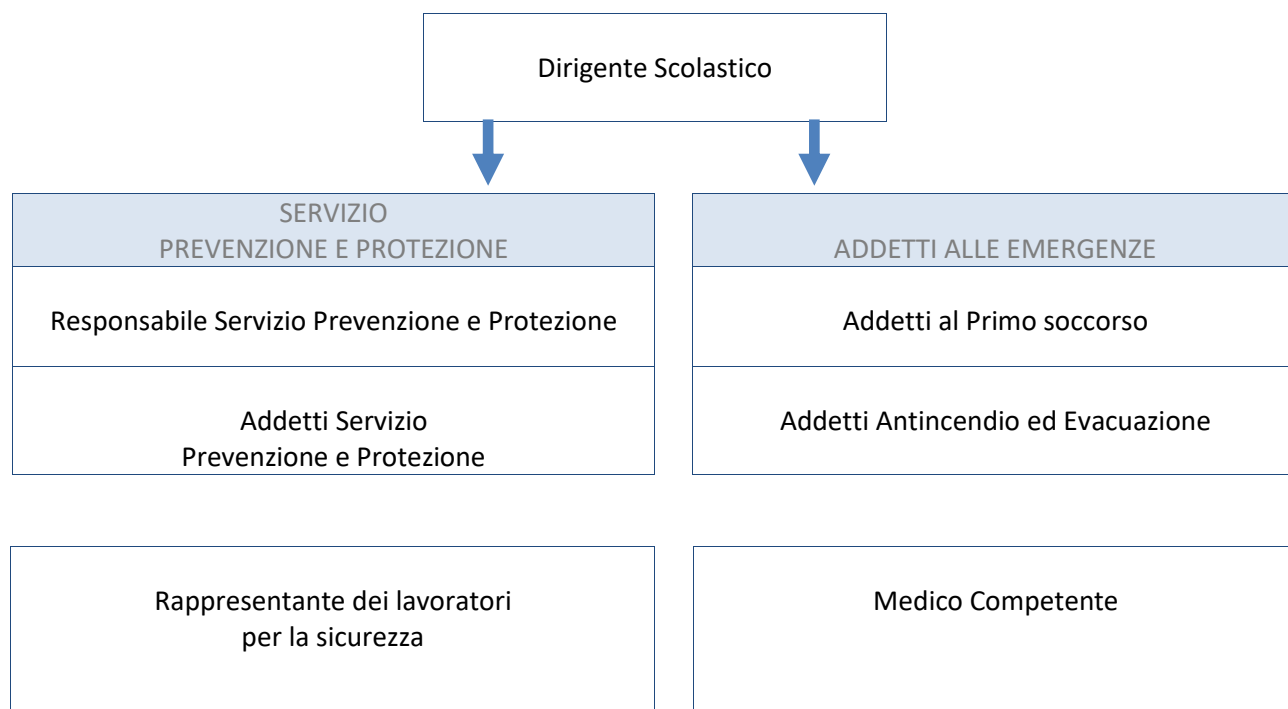 Dirigente Scolastico
SERVIZIO
PREVENZIONE E PROTEZIONE
Responsabile Servizio Prevenzione e Protezione
Addetti Servizio
Prevenzione e Protezione
ADDETTI ALLE EMERGENZE
Addetti al Primo soccorso
Addetti Antincendio ed Evacuazione
Rappresentante dei lavoratori
per la sicurezza
Medico Competente